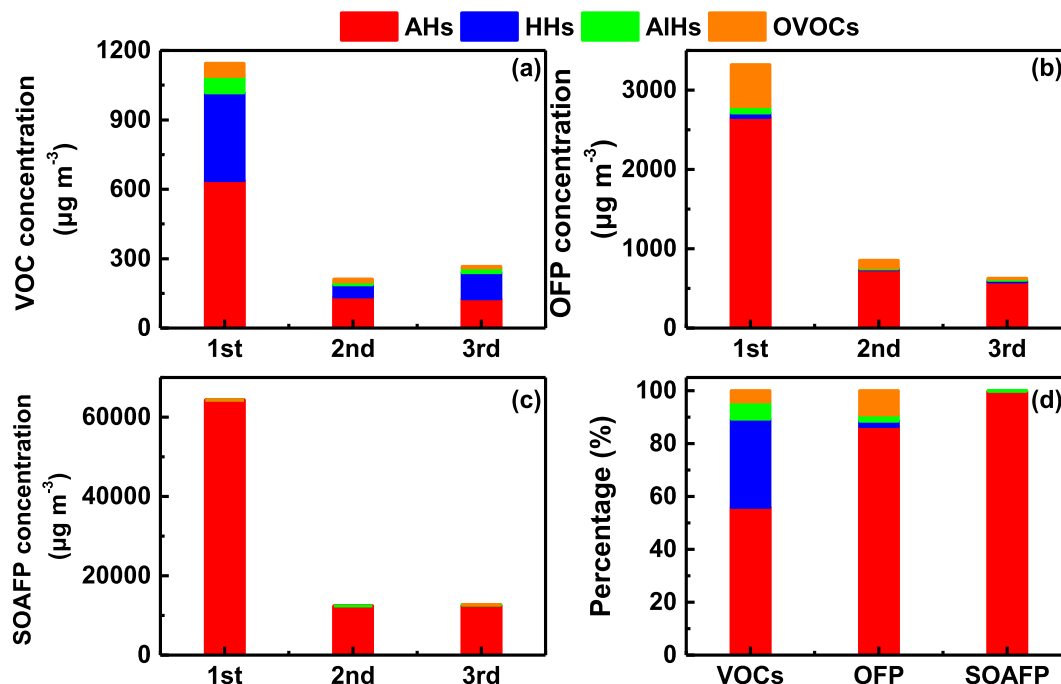 AHs HHs AlHs OVOCs
(a)
VOC concentration
(µg m⁻³)
1200
900
600
300
0
1st 2nd 3rd
(b)
OFP concentration
(µg m⁻³)
3000
2000
1000
0
1st 2nd 3rd
(c)
SOAFP concentration
(µg m⁻³)
60000
40000
20000
0
1st 2nd 3rd
(d)
Percentage (%)
100
80
60
40
20
0
VOCs OFP SOAFP